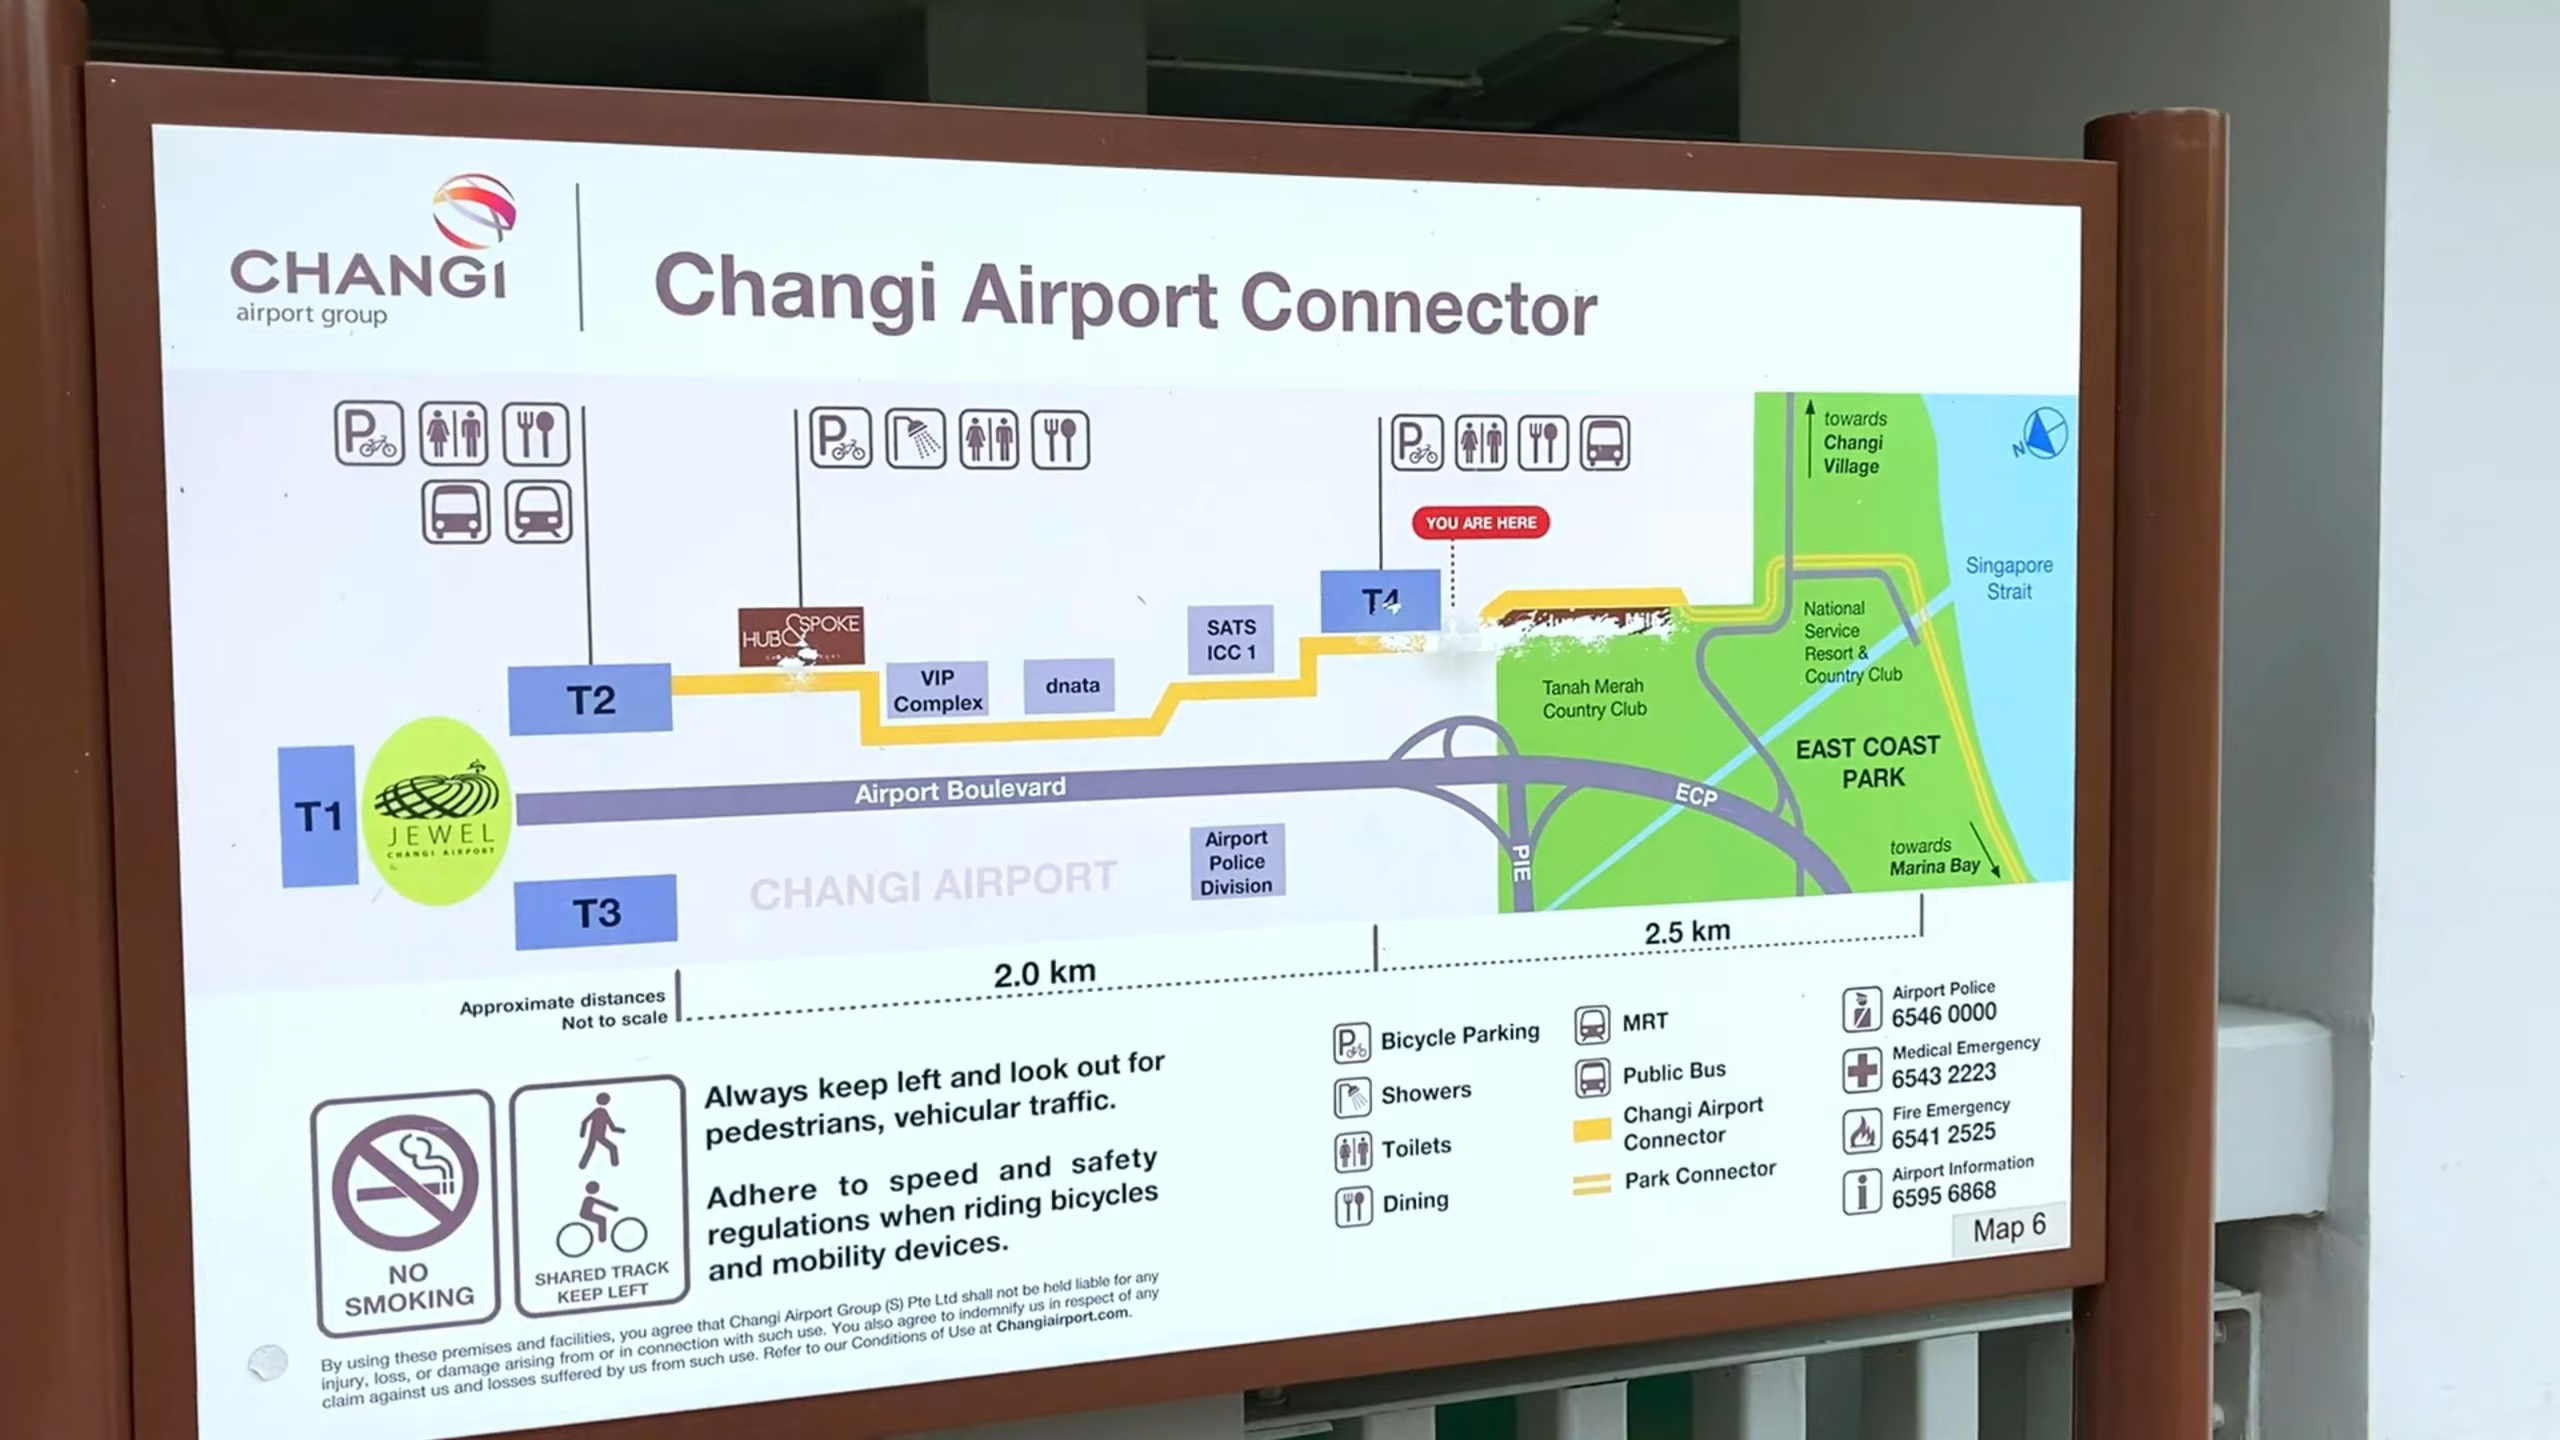 CHANGI
airport group
Changi Airport Connector
P
P
P
towards
Changi
Village
N
YOU ARE HERE
Singapore
Strait
T4
HUB & SPOKE
SATS
ICC 1
National
Service
Resort &
Country Club
VIP
Complex
dnata
T2
Tanah Merah
Country Club
EAST COAST
PARK
T1
JEWEL
CHANGI AIRPORT
Airport Boulevard
ECP
PIE
Airport
Police
Division
towards
Marina Bay
CHANGI AIRPORT
T3
2.5 km
2.0 km
Approximate distances
Not to scale
NO
SMOKING
SHARED TRACK
KEEP LEFT
Always keep left and look out for
pedestrians, vehicular traffic.
Adhere to speed and safety
regulations when riding bicycles
and mobility devices.
P Bicycle Parking
Showers
Toilets
Dining
MRT
Public Bus
Changi Airport
Connector
Park Connector
Airport Police
6546 0000
Medical Emergency
6543 2223
Fire Emergency
6541 2525
Airport Information
6595 6868
Map 6
By using these premises and facilities, you agree that Changi Airport Group (S) Pte Ltd shall not be held liable for any
injury, loss, or damage arising from or in connection with such use. You also agree to indemnify us in respect of any
claim against us and losses suffered by us from such use. Refer to our Conditions of Use at Changiairport.com.